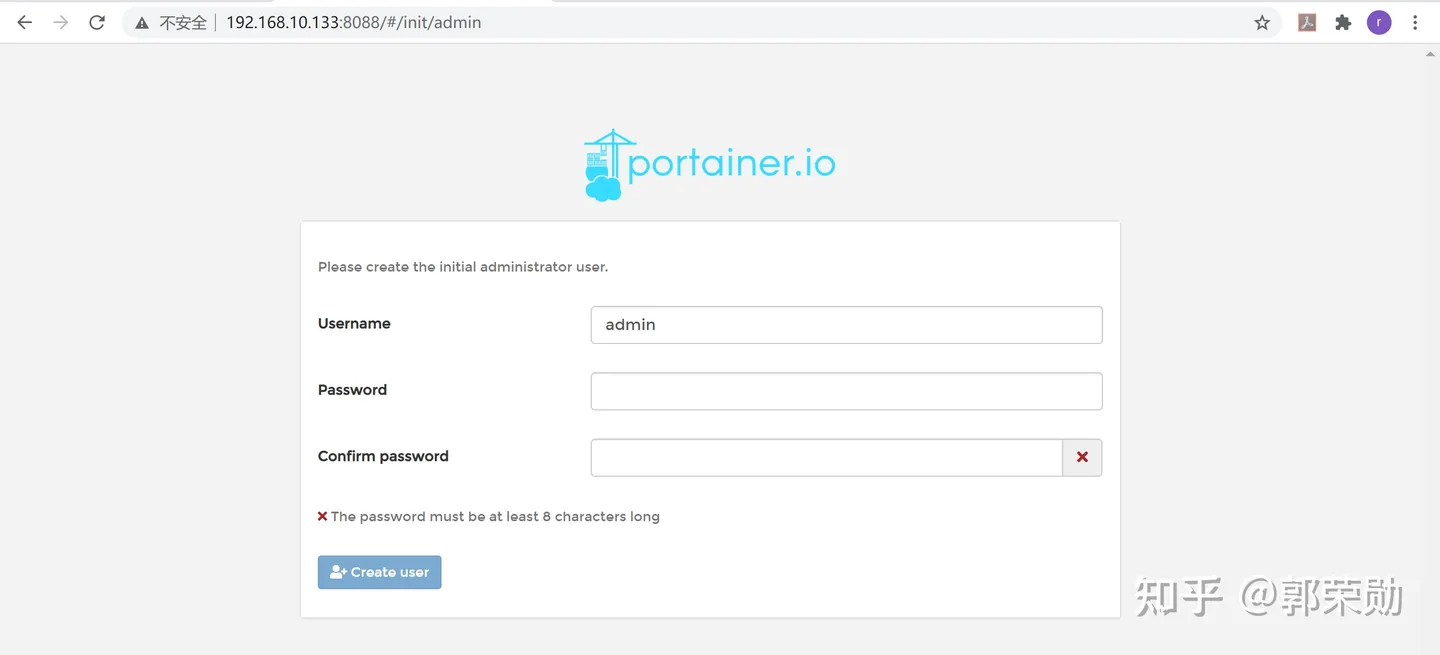 不安全 192.168.10.133:8088/#/init/admin
r
portainer.io
Please create the initial administrator user.
Username
admin
Password
Confirm password
The password must be at least 8 characters long
Create user
知乎 @郭荣勋